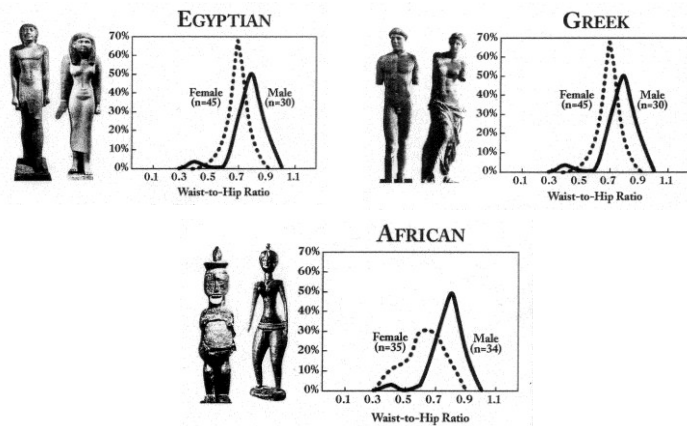 EGYPTIAN
70%
60%
50%
40%
30%
20%
10%
0%
Female
(n=45)
Male
(n=30)
0.1 0.3 0.5 0.7 0.9 1.1
Waist-to-Hip Ratio
GREEK
70%
60%
50%
40%
30%
20%
10%
0%
Female
(n=45)
Male
(n=30)
0.1 0.3 0.5 0.7 0.9 1.1
Waist-to-Hip Ratio
AFRICAN
70%
60%
50%
40%
30%
20%
10%
0%
Female
(n=35)
Male
(n=34)
0.1 0.3 0.5 0.7 0.9 1.1
Waist-to-Hip Ratio